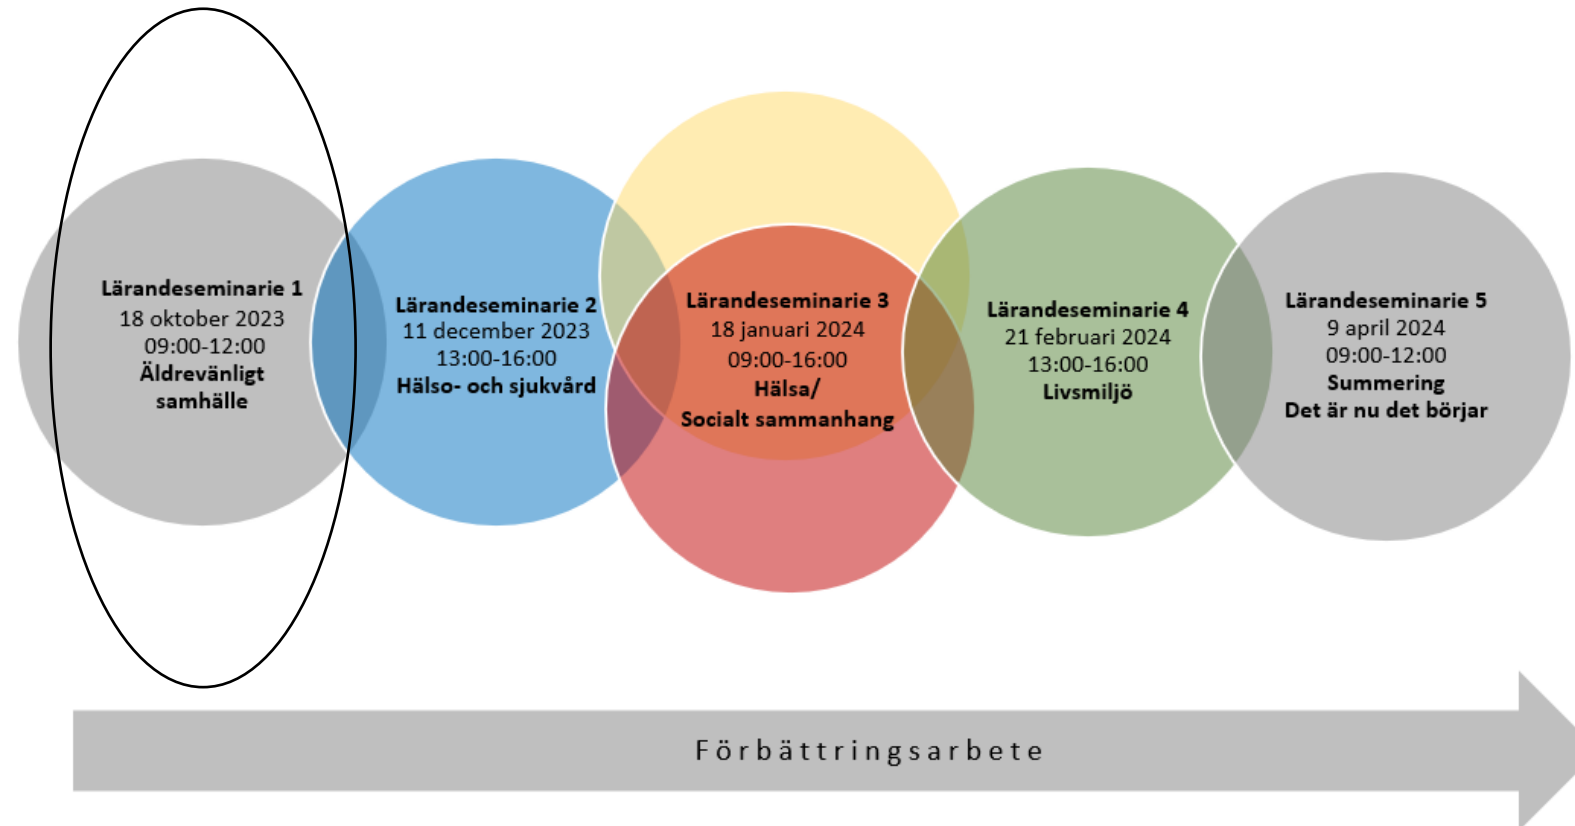 Lärandeseminarie 1
18 oktober 2023
09:00-12:00
Äldrevänligt
samhälle
Lärandeseminarie 2
11 december 2023
13:00-16:00
Hälso- och sjukvård
Lärandeseminarie 3
18 januari 2024
09:00-16:00
Hälsa/
Socialt sammanhang
Lärandeseminarie 4
21 februari 2024
13:00-16:00
Livsmiljö
Lärandeseminarie 5
9 april 2024
09:00-12:00
Summering
Det är nu det börjar
Förbättringsarbete